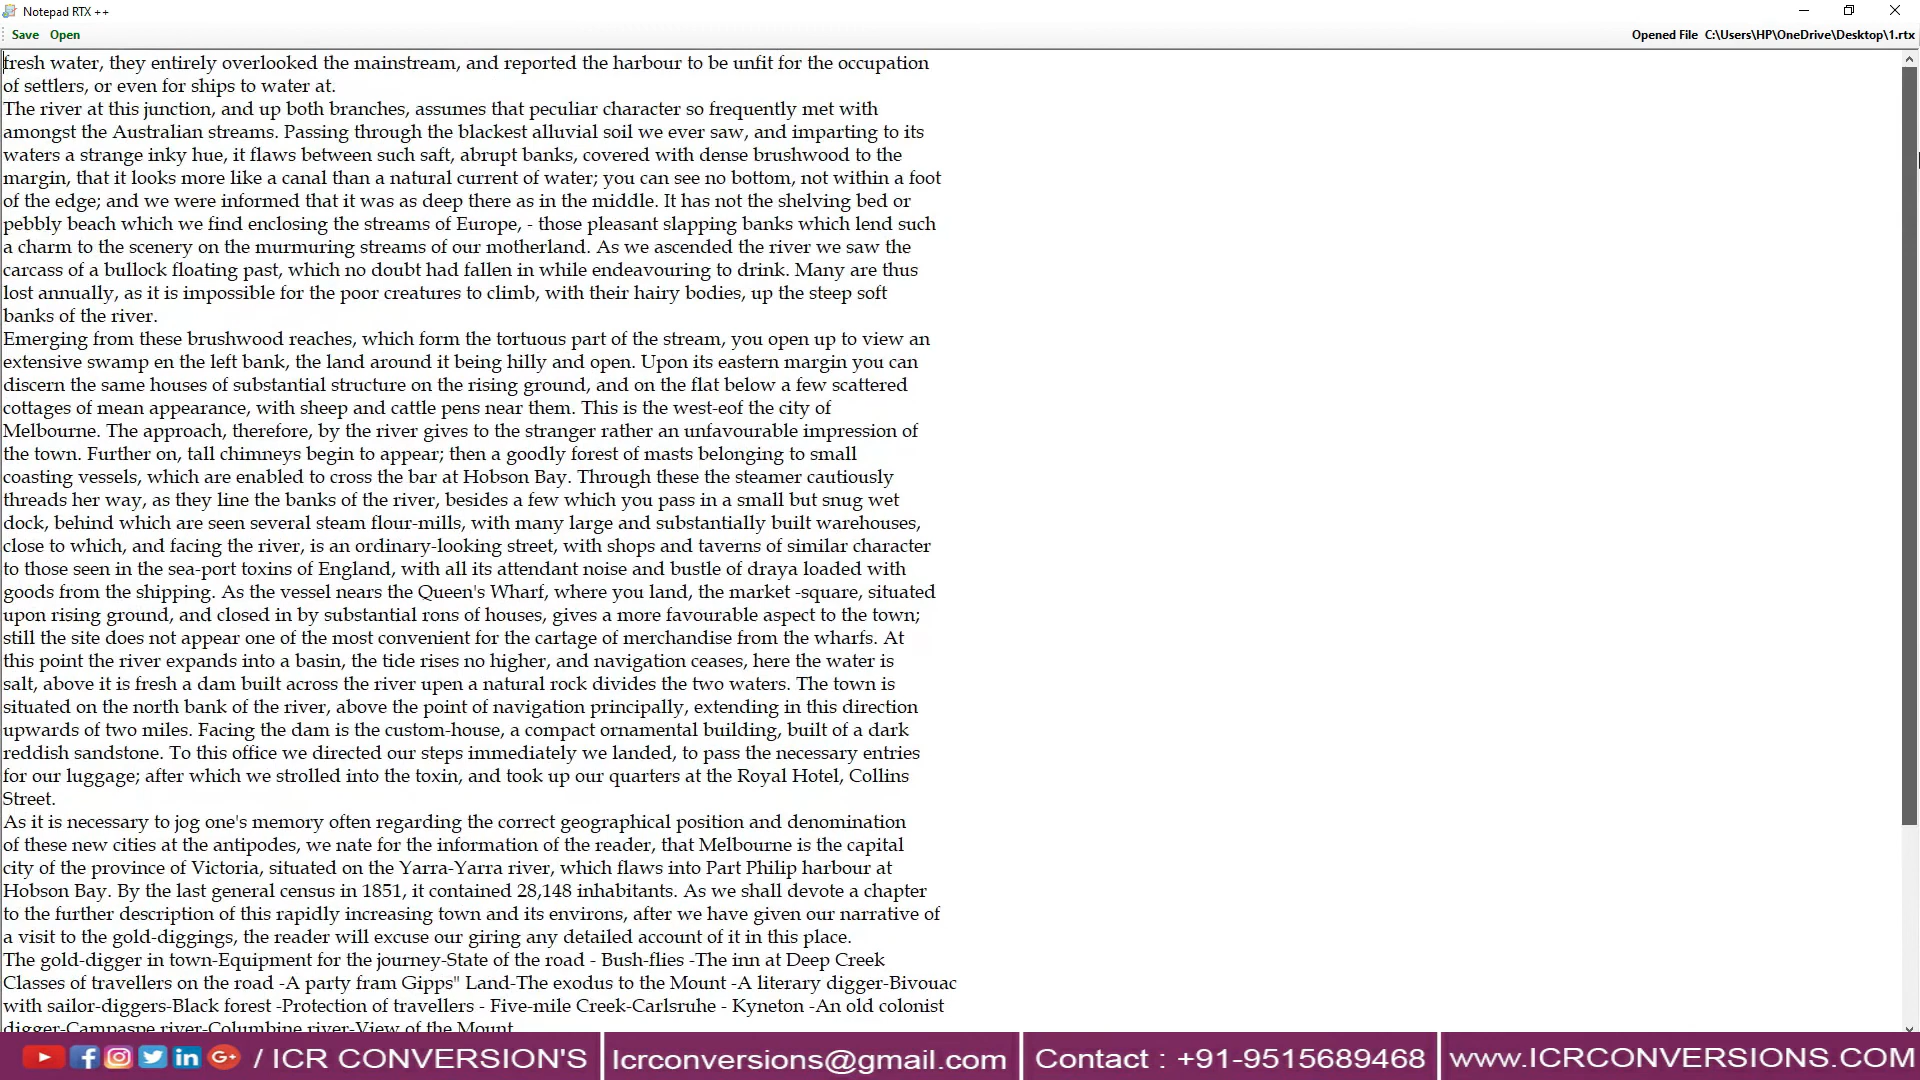 Notepad RTX ++
Save Open
Opened File C:\Users\HP\OneDrive\Desktop\1.rtx
fresh water, they entirely overlooked the mainstream, and reported the harbour to be unfit for the occupation
of settlers, or even for ships to water at.
The river at this junction, and up both branches, assumes that peculiar character so frequently met with
amongst the Australian streams. Passing through the blackest alluvial soil we ever saw, and imparting to its
waters a strange inky hue, it flaws between such saft, abrupt banks, covered with dense brushwood to the
margin, that it looks more like a canal than a natural current of water; you can see no bottom, not within a foot
of the edge; and we were informed that it was as deep there as in the middle. It has not the shelving bed or
pebbly beach which we find enclosing the streams of Europe, - those pleasant slapping banks which lend such
a charm to the scenery on the murmuring streams of our motherland. As we ascended the river we saw the
carcass of a bullock floating past, which no doubt had fallen in while endeavouring to drink. Many are thus
lost annually, as it is impossible for the poor creatures to climb, with their hairy bodies, up the steep soft
banks of the river.
Emerging from these brushwood reaches, which form the tortuous part of the stream, you open up to view an
extensive swamp en the left bank, the land around it being hilly and open. Upon its eastern margin you can
discern the same houses of substantial structure on the rising ground, and on the flat below a few scattered
cottages of mean appearance, with sheep and cattle pens near them. This is the west-eof the city of
Melbourne. The approach, therefore, by the river gives to the stranger rather an unfavourable impression of
the town. Further on, tall chimneys begin to appear; then a goodly forest of masts belonging to small
coasting vessels, which are enabled to cross the bar at Hobson Bay. Through these the steamer cautiously
threads her way, as they line the banks of the river, besides a few which you pass in a small but snug wet
dock, behind which are seen several steam flour-mills, with many large and substantially built warehouses,
close to which, and facing the river, is an ordinary-looking street, with shops and taverns of similar character
to those seen in the sea-port toxins of England, with all its attendant noise and bustle of draya loaded with
goods from the shipping. As the vessel nears the Queen's Wharf, where you land, the market -square, situated
upon rising ground, and closed in by substantial rons of houses, gives a more favourable aspect to the town;
still the site does not appear one of the most convenient for the cartage of merchandise from the wharfs. At
this point the river expands into a basin, the tide rises no higher, and navigation ceases, here the water is
salt, above it is fresh a dam built across the river upen a natural rock divides the two waters. The town is
situated on the north bank of the river, above the point of navigation principally, extending in this direction
upwards of two miles. Facing the dam is the custom-house, a compact ornamental building, built of a dark
reddish sandstone. To this office we directed our steps immediately we landed, to pass the necessary entries
for our luggage; after which we strolled into the toxin, and took up our quarters at the Royal Hotel, Collins
Street.
As it is necessary to jog one's memory often regarding the correct geographical position and denomination
of these new cities at the antipodes, we nate for the information of the reader, that Melbourne is the capital
city of the province of Victoria, situated on the Yarra-Yarra river, which flaws into Part Philip harbour at
Hobson Bay. By the last general census in 1851, it contained 28,148 inhabitants. As we shall devote a chapter
to the further description of this rapidly increasing town and its environs, after we have given our narrative of
a visit to the gold-diggings, the reader will excuse our giring any detailed account of it in this place.
The gold-digger in town-Equipment for the journey-State of the road - Bush-flies -The inn at Deep Creek
Classes of travellers on the road -A party fram Gipps" Land-The exodus to the Mount -A literary digger-Bivouac
with sailor-diggers-Black forest -Protection of travellers - Five-mile Creek-Carlsruhe - Kyneton -An old colonist
digger-Campaspe river-Columbine river-View of the Mount
/ ICR CONVERSION'S
Icrconversions@gmail.com
Contact : +91-9515689468
www.ICRCONVERSIONS.COM